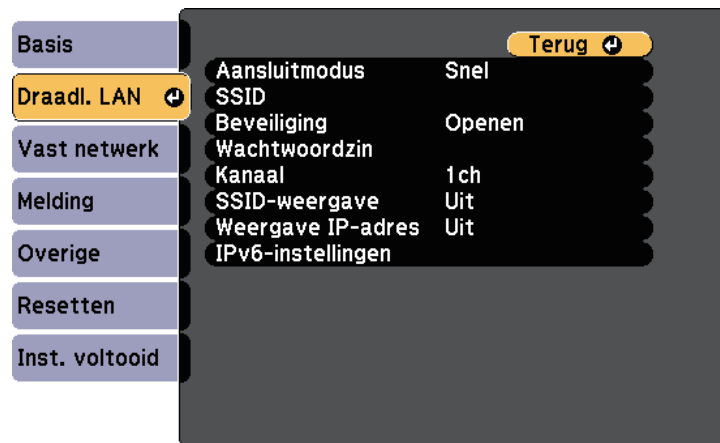 Basis
Draadl. LAN
Vast netwerk
Melding
Overige
Resetten
Inst. voltooid
Terug
Aansluitmodus Snel
SSID
Beveiliging Openen
Wachtwoordzin
Kanaal 1ch
SSID-weergave Uit
Weergave IP-adres Uit
IPv6-instellingen